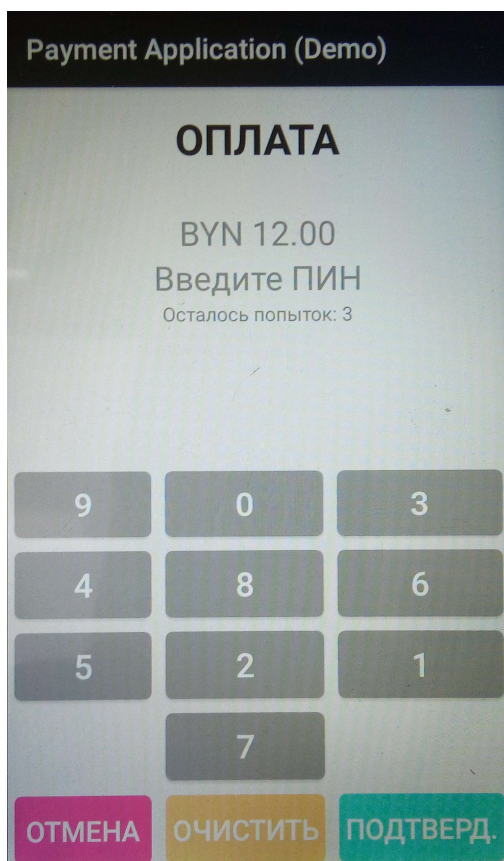 Payment Application (Demo)
ОПЛАТА
BYN 12.00
Введите ПИН
Осталось попыток: 3
9 0 3
4 8 6
5 2 1
7
ОТМЕНА ОЧИСТИТЬ ПОДТВЕРД.